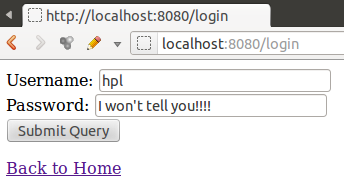 http://localhost:8080/login
localhost:8080/login
Username: hpl
Password: I won't tell you!!!!
Submit Query
Back to Home